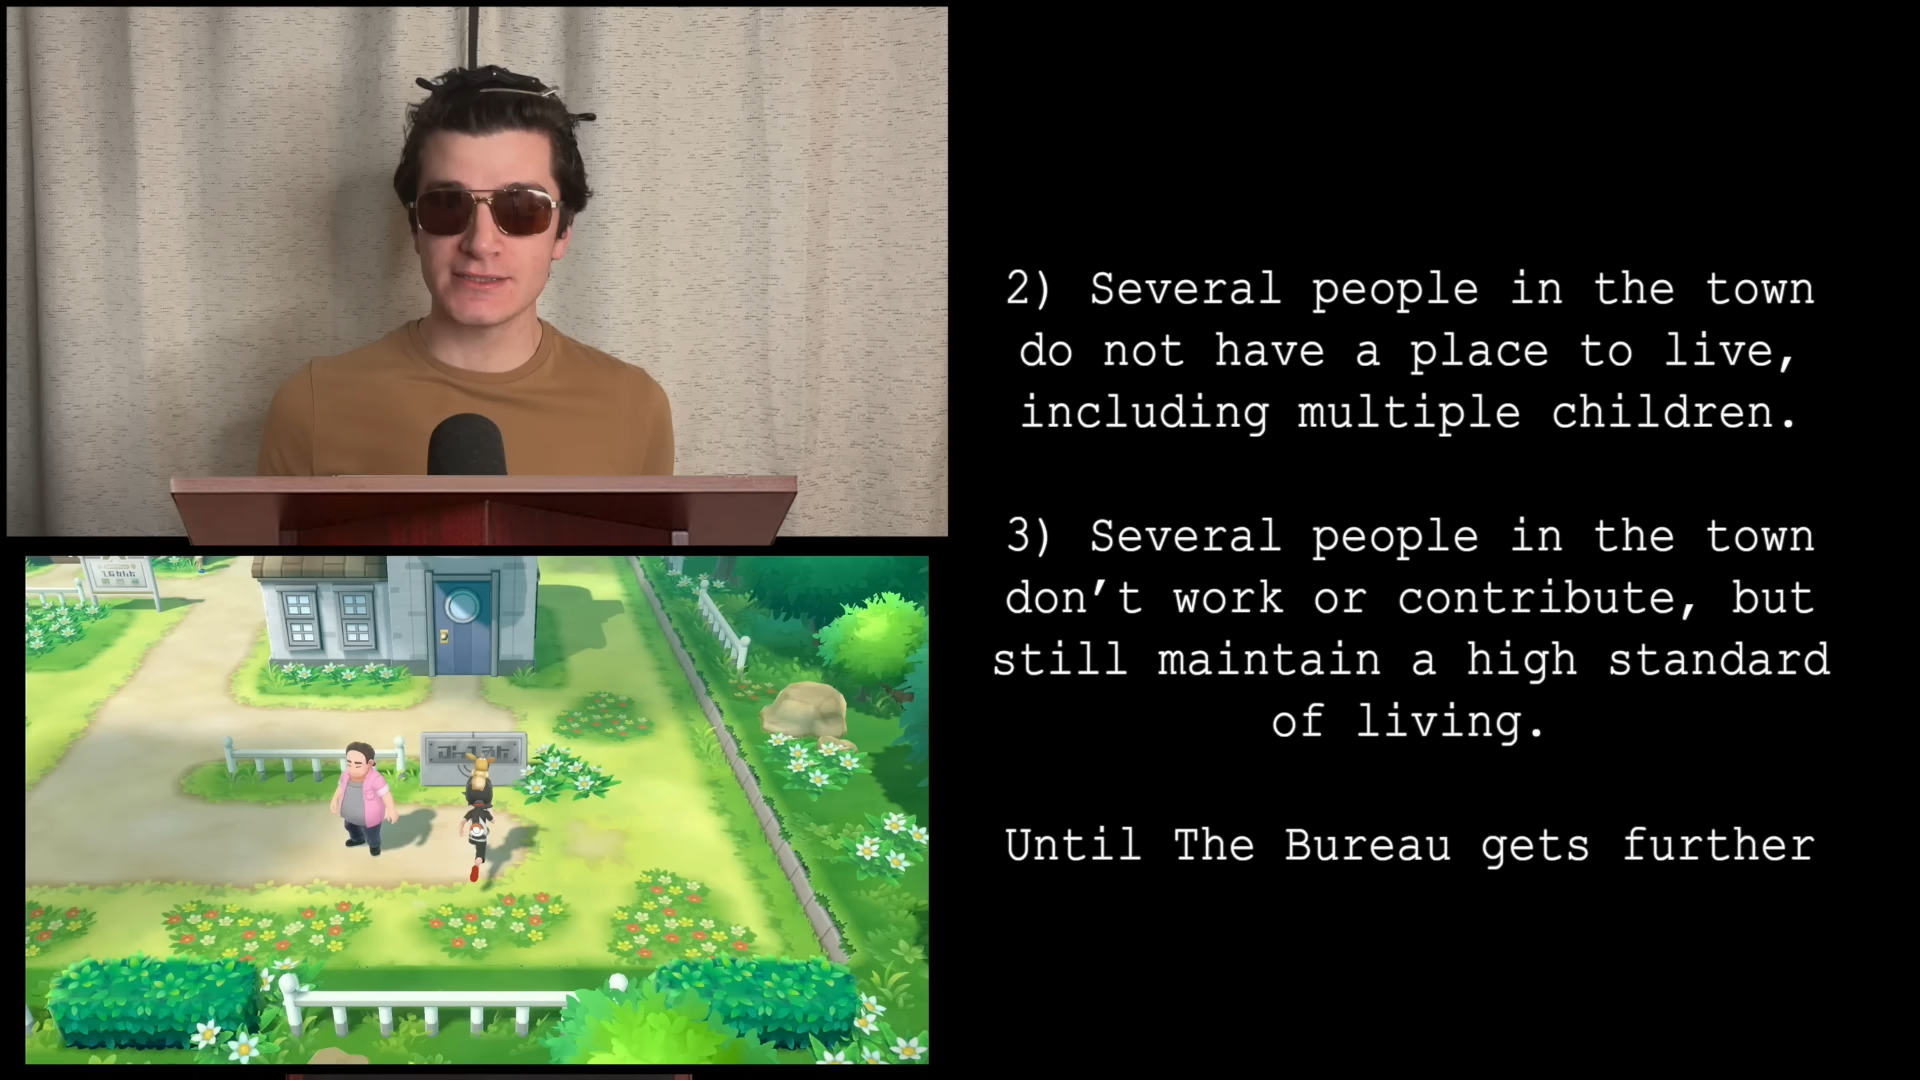 2) Several people in the town
do not have a place to live,
including multiple children.
3) Several people in the town
don’t work or contribute, but
still maintain a high standard
of living.
Until The Bureau gets further